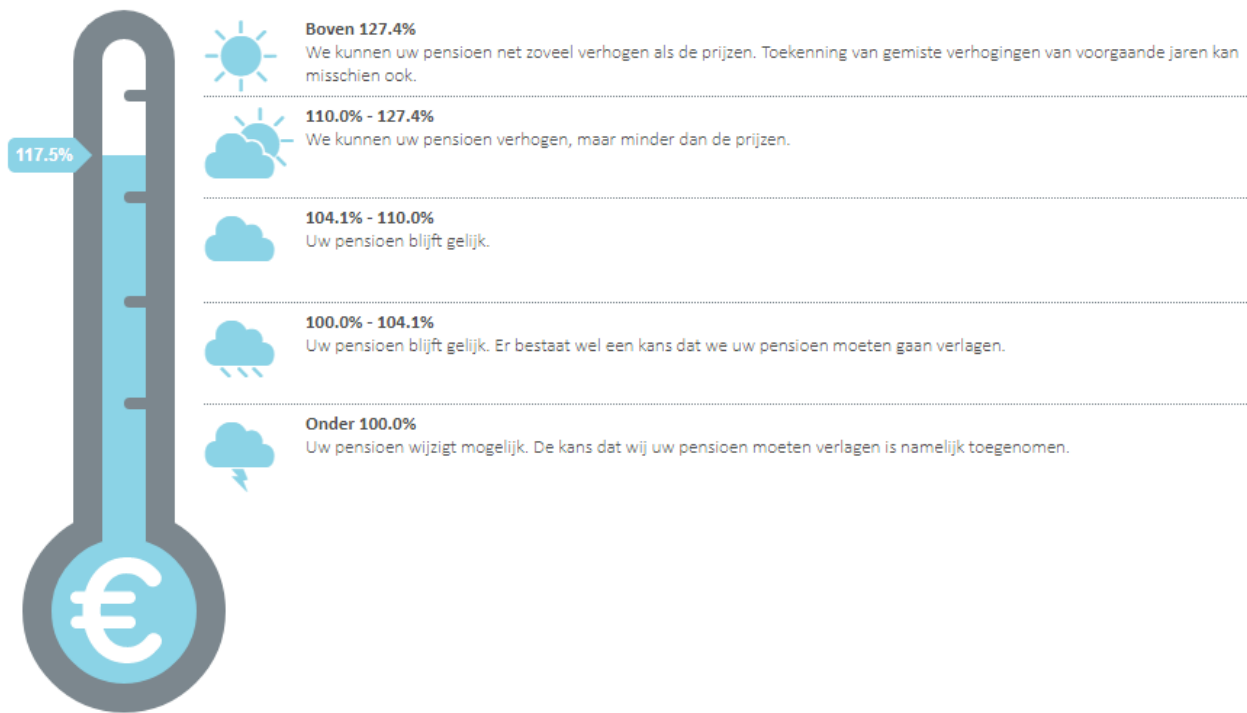 Boven 127.4%
We kunnen uw pensioen net zoveel verhogen als de prijzen. Toekenning van gemiste verhogingen van voorgaande jaren kan
misschien ook.
110.0% - 127.4%
We kunnen uw pensioen verhogen, maar minder dan de prijzen.
117.5%
104.1% - 110.0%
Uw pensioen blijft gelijk.
100.0% - 104.1%
Uw pensioen blijft gelijk. Er bestaat wel een kans dat we uw pensioen moeten gaan verlagen.
Onder 100.0%
Uw pensioen wijzigt mogelijk. De kans dat wij uw pensioen moeten verlagen is namelijk toegenomen.
€